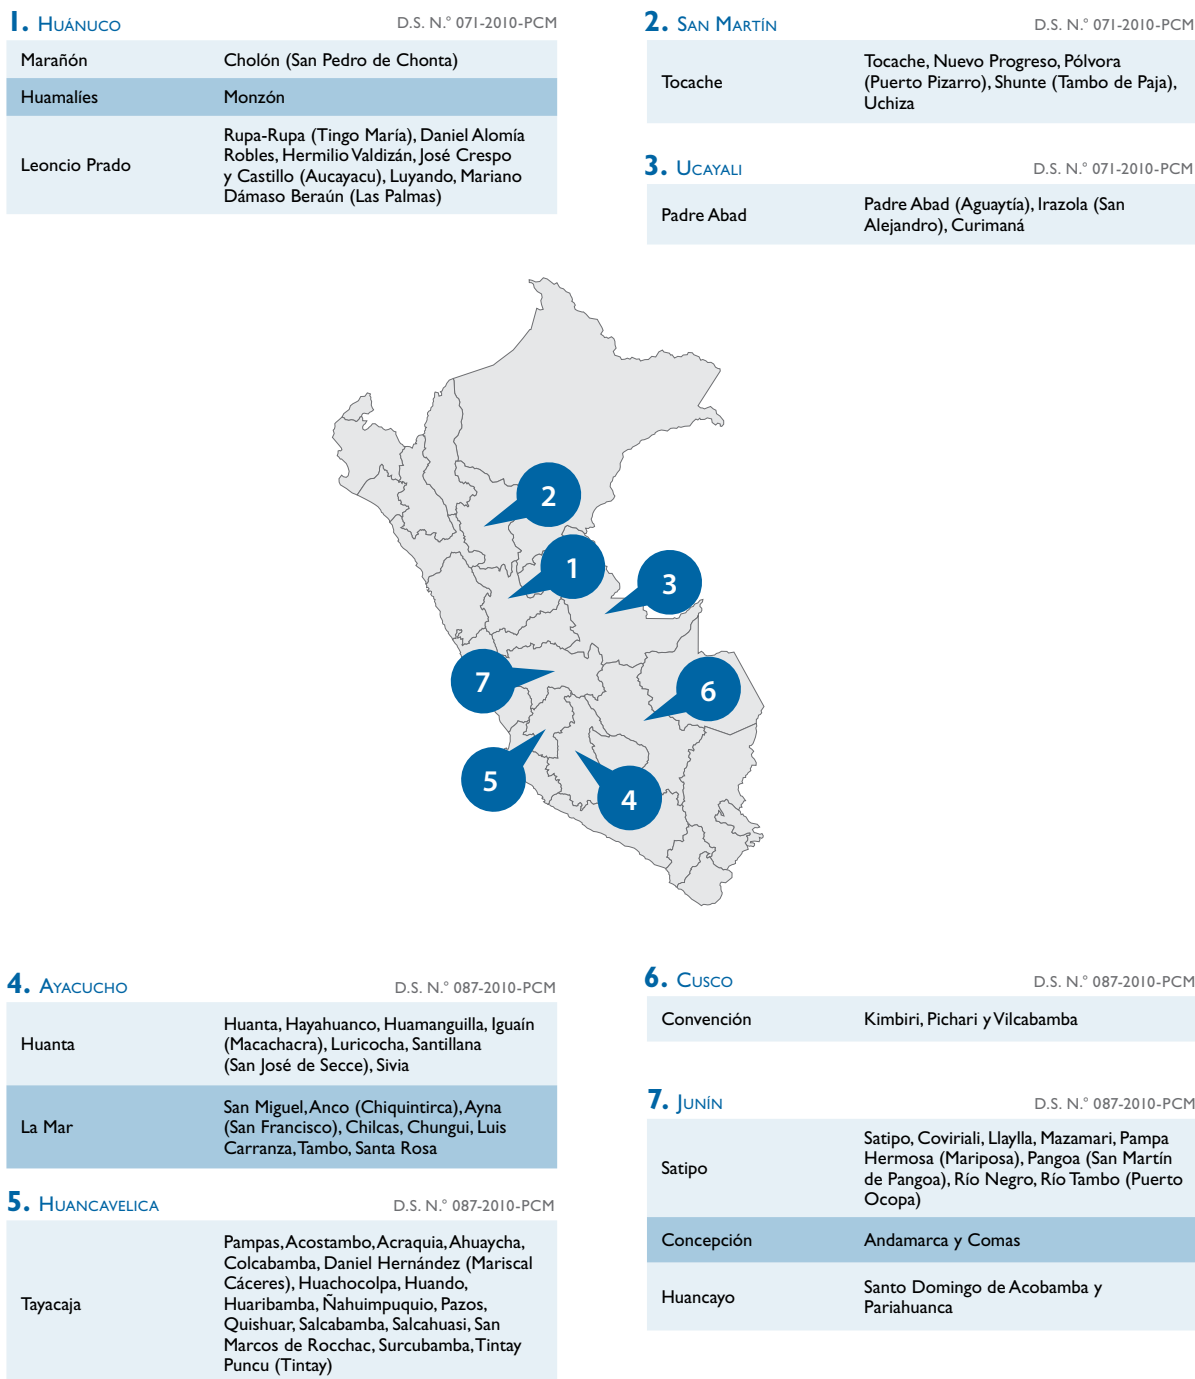 1. Huánuco D.S. N.° 071-2010-PCM
Marañón Cholón (San Pedro de Chonta)
Huamalíes Monzón
Leoncio Prado
Rupa-Rupa (Tingo María), Daniel Alomía
Robles, Hermilio Valdizán, José Crespo
y Castillo (Aucayacu), Luyando, Mariano
Dámaso Beraún (Las Palmas)
2. San Martín D.S. N.° 071-2010-PCM
Tocache
Tocache, Nuevo Progreso, Pólvora
(Puerto Pizarro), Shunte (Tambo de Paja),
Uchiza
3. Ucayali D.S. N.° 071-2010-PCM
Padre Abad
Padre Abad (Aguaytía), Irazola (San
Alejandro), Curimaná
2
1
3
7
6
5
4
4. Ayacucho D.S. N.° 087-2010-PCM
Huanta
Huanta, Hayahuanco, Huamanguilla, Iguaín
(Macachacra), Luricocha, Santillana
(San José de Secce), Sivia
La Mar
San Miguel, Anco (Chiquintirca), Ayna
(San Francisco), Chilcas, Chungui, Luis
Carranza, Tambo, Santa Rosa
5. Huancavelica D.S. N.° 087-2010-PCM
Tayacaja
Pampas, Acostambo, Acraquia, Ahuaycha,
Colcabamba, Daniel Hernández (Mariscal
Cáceres), Huachocolpa, Huando,
Huaribamba, Ñahuimpuquio, Pazos,
Quishuar, Salcabamba, Salcahuasi, San
Marcos de Rocchac, Surcubamba, Tintay
Puncu (Tintay)
6. Cusco D.S. N.° 087-2010-PCM
Convención Kimbiri, Pichari y Vilcabamba
7. Junín D.S. N.° 087-2010-PCM
Satipo
Satipo, Coviriali, Llaylla, Mazamari, Pampa
Hermosa (Mariposa), Pangoa (San Martín
de Pangoa), Río Negro, Río Tambo (Puerto
Ocopa)
Concepción Andamarca y Comas
Huancayo
Santo Domingo de Acobamba y
Pariahuanca